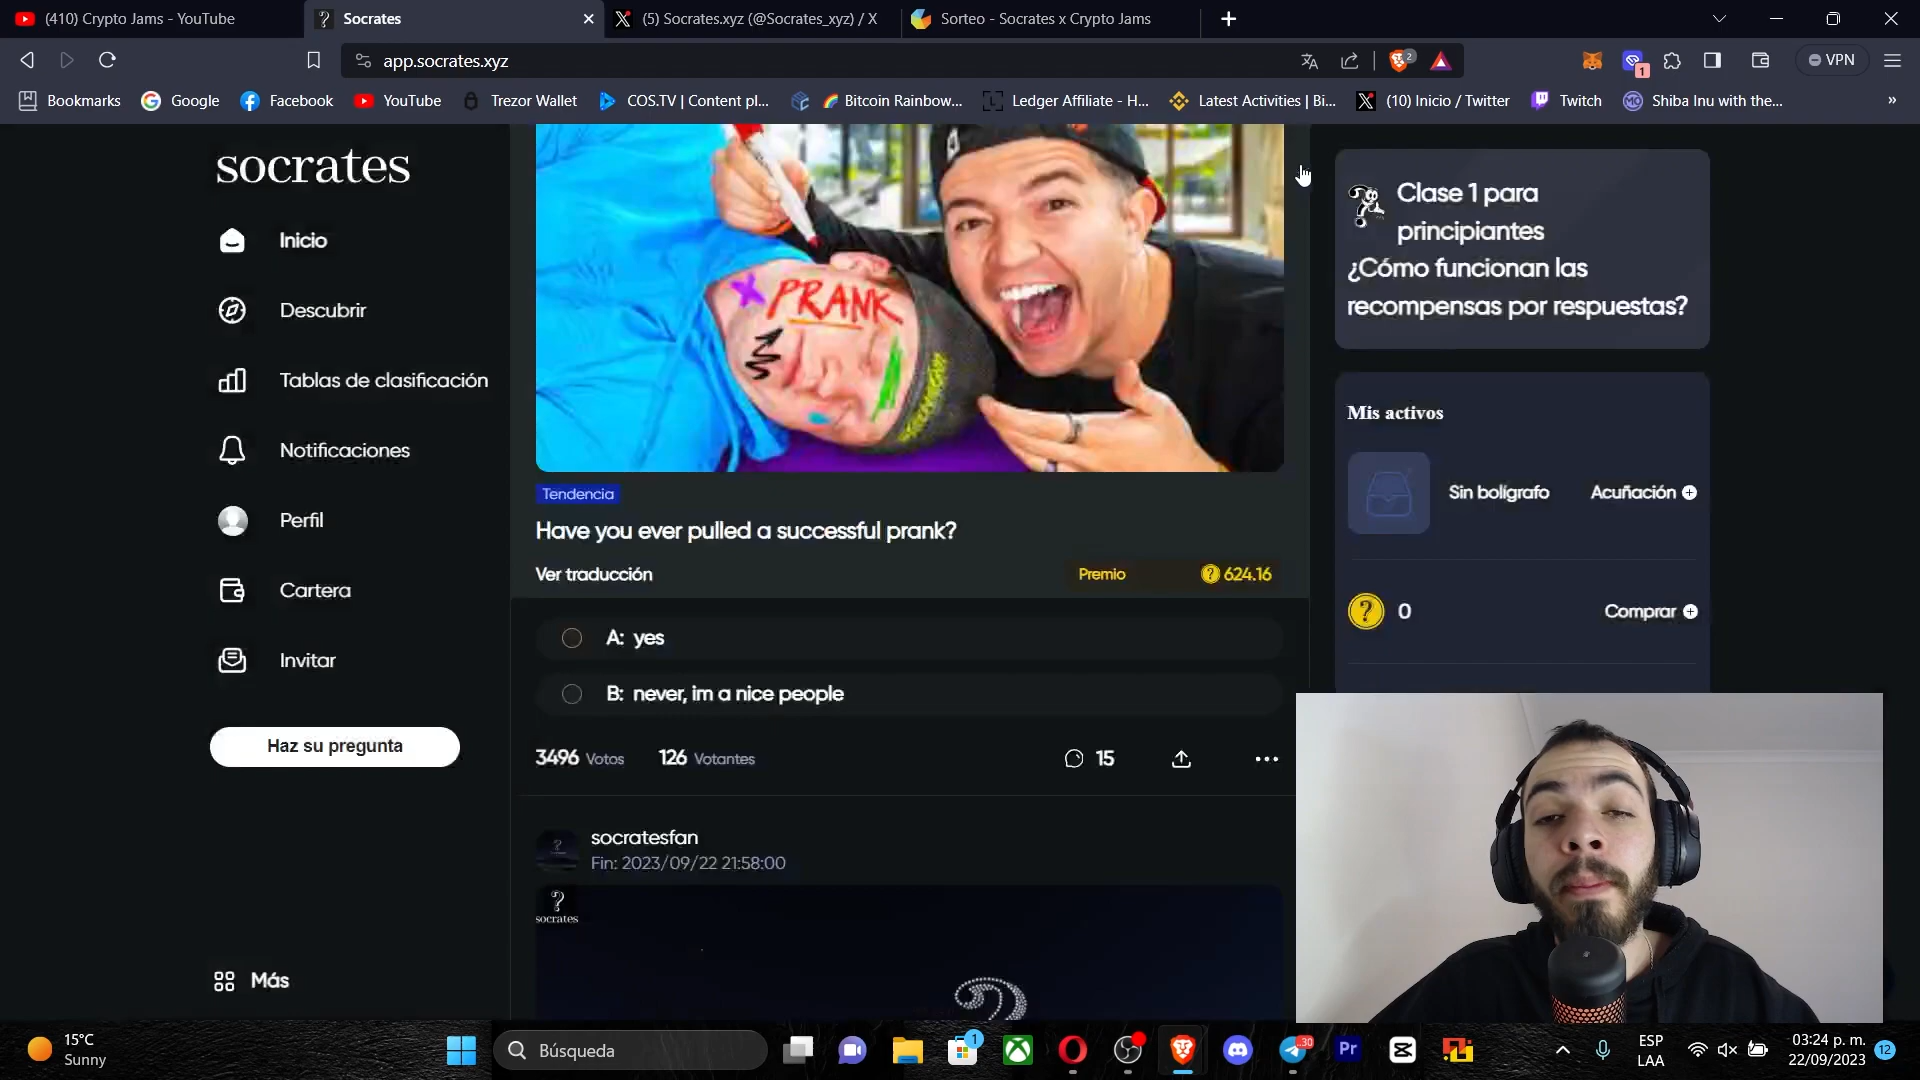 (410) Crypto Jams - YouTube
Socrates
(5) Socrates.xyz (@Socrates_xyz) / X
Sorteo - Socrates x Crypto Jams
app.socrates.xyz
2
1
VPN
Bookmarks
Google
Facebook
YouTube
Trezor Wallet
COS.TV | Content pl...
Bitcoin Rainbow...
Ledger Affiliate - H...
Latest Activities | Bi...
(10) Inicio / Twitter
Twitch
Shiba Inu with the...
socrates
Inicio
Descubrir
Tablas de clasificación
Notificaciones
Perfil
Cartera
Invitar
Haz su pregunta
Más
X PRANK
Tendencia
Have you ever pulled a successful prank?
Ver traducción
Premio
624.16
A: yes
B: never, im a nice people
3496 Votos
126 Votantes
15
socratesfan
Fin: 2023/09/22 21:58:00
?
socrates
Clase 1 para
principiantes
¿Cómo funcionan las
recompensas por respuestas?
Mis activos
Sin bolígrafo
Acuñación
0
Comprar
15°C
Sunny
Búsqueda
1
30
Pr
ESP
LAA
03:24 p. m.
22/09/2023
12